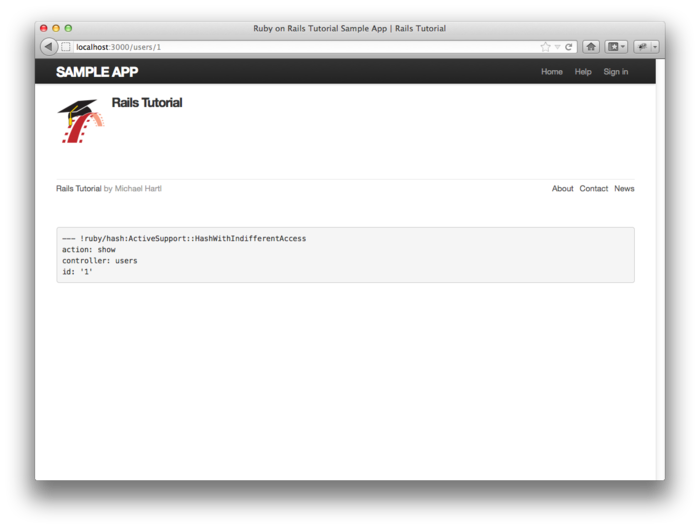 Ruby on Rails Tutorial Sample App | Rails Tutorial
localhost:3000/users/1
SAMPLE APP
Home Help Sign in
Rails Tutorial
Rails Tutorial by Michael Hartl
About Contact News
--- !ruby/hash:ActiveSupport::HashWithIndifferentAccess
action: show
controller: users
id: '1'